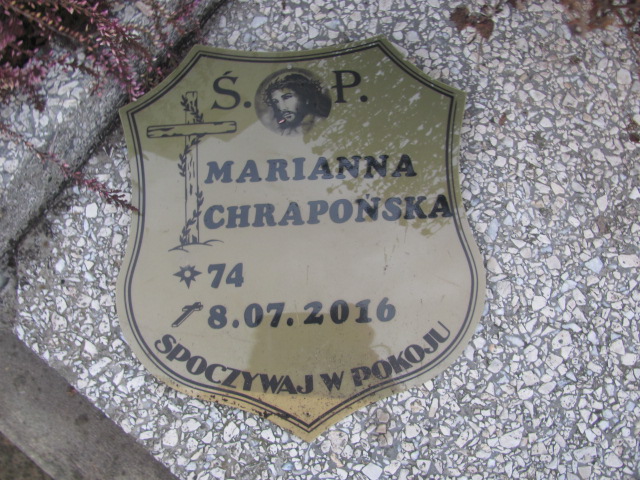 Ś. P.
MARIANNA
CHRAPOŃSKA
74
8.07.2016
SPOCZYWAJ W POKOJU